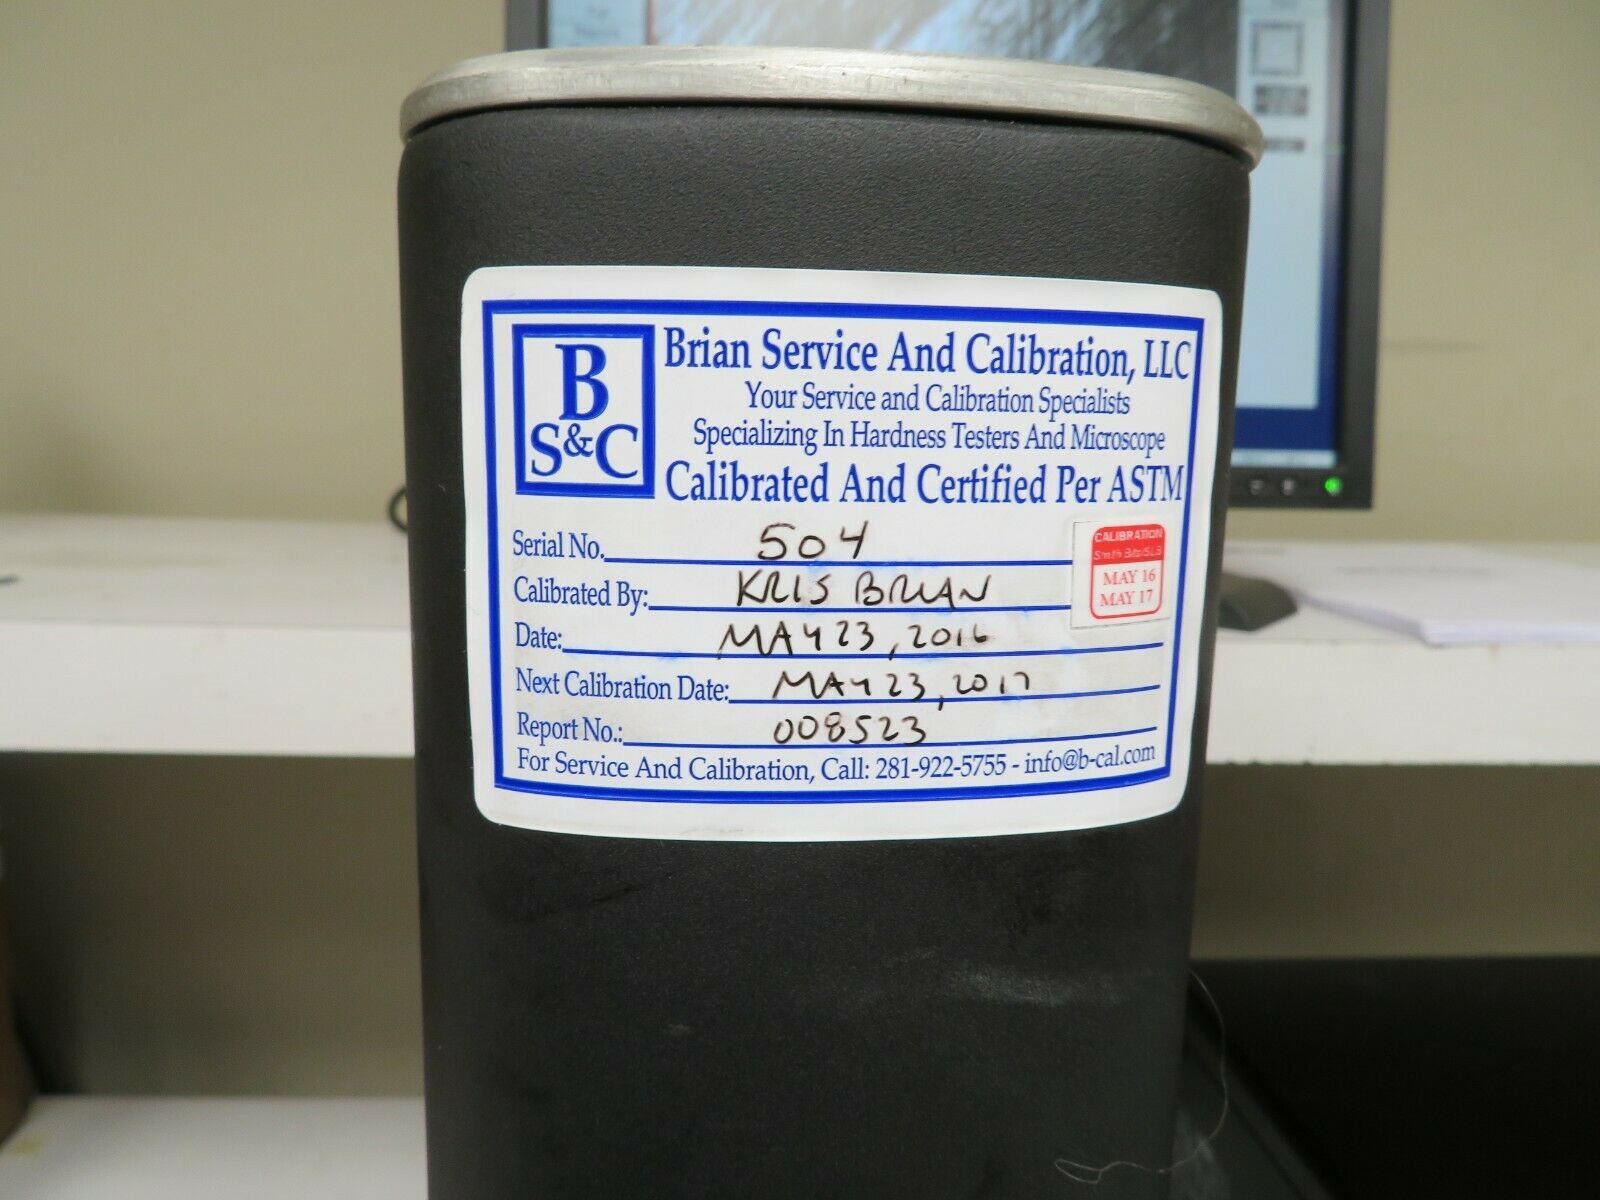 B
S&C
Brian Service And Calibration, LLC
Your Service and Calibration Specialists
Specializing In Hardness Testers And Microscope
Calibrated And Certified Per ASTM
Serial No. 504
Calibrated By: KRIS BRIAN
Date: MAY 23, 2016
Next Calibration Date: MAY 23, 2017
Report No.: 008523
For Service And Calibration, Call: 281-922-5755 - info@b-cal.com
CALIBRATION
Smith Bits/SLB
MAY 16
MAY 17